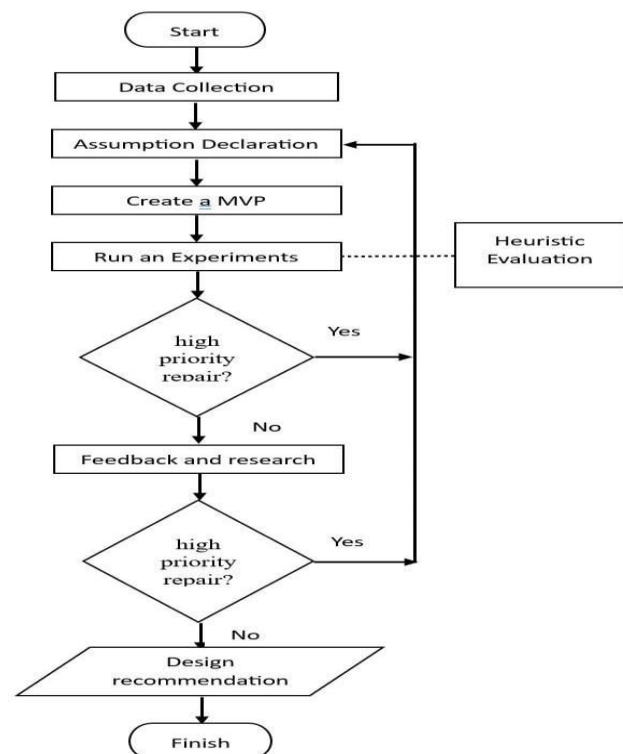 Start
Data Collection
Assumption Declaration
Create a MVP
Run an Experiments
Heuristic
Evaluation
high
priority
repair?
Yes
No
Feedback and research
high
priority
repair?
Yes
No
Design
recommendation
Finish